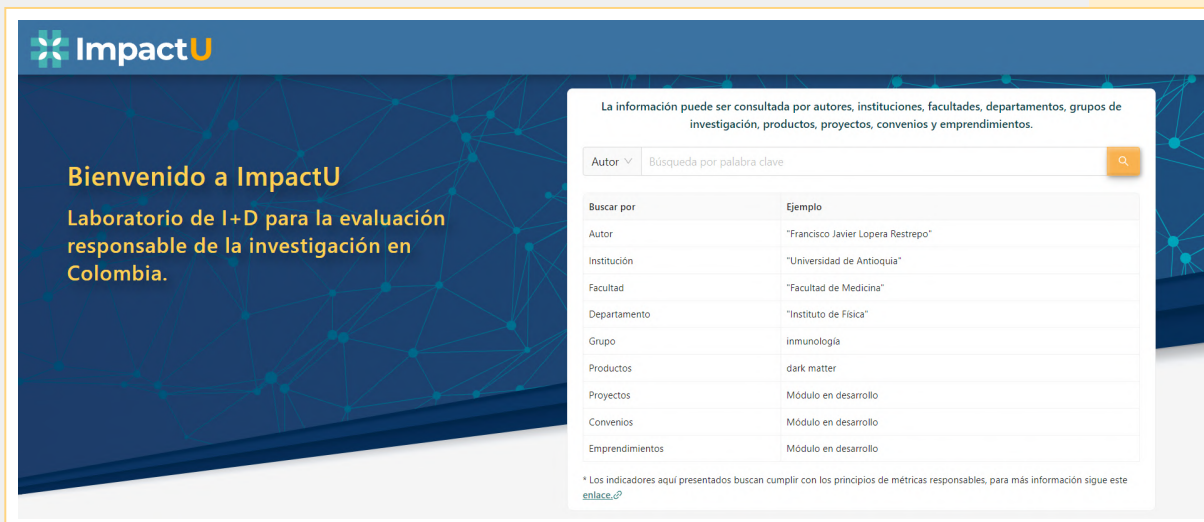 ImpactU
Bienvenido a ImpactU
Laboratorio de I+D para la evaluación
responsable de la investigación en
Colombia.
La información puede ser consultada por autores, instituciones, facultades, departamentos, grupos de
investigación, productos, proyectos, convenios y emprendimientos.
Autor Búsqueda por palabra clave
Buscar por Ejemplo
Autor "Francisco Javier Lopera Restrepo"
Institución "Universidad de Antioquia"
Facultad "Facultad de Medicina"
Departamento "Instituto de Física"
Grupo inmunología
Productos dark matter
Proyectos Módulo en desarrollo
Convenios Módulo en desarrollo
Emprendimientos Módulo en desarrollo
* Los indicadores aquí presentados buscan cumplir con los principios de métricas responsables, para más información sigue este
enlace.